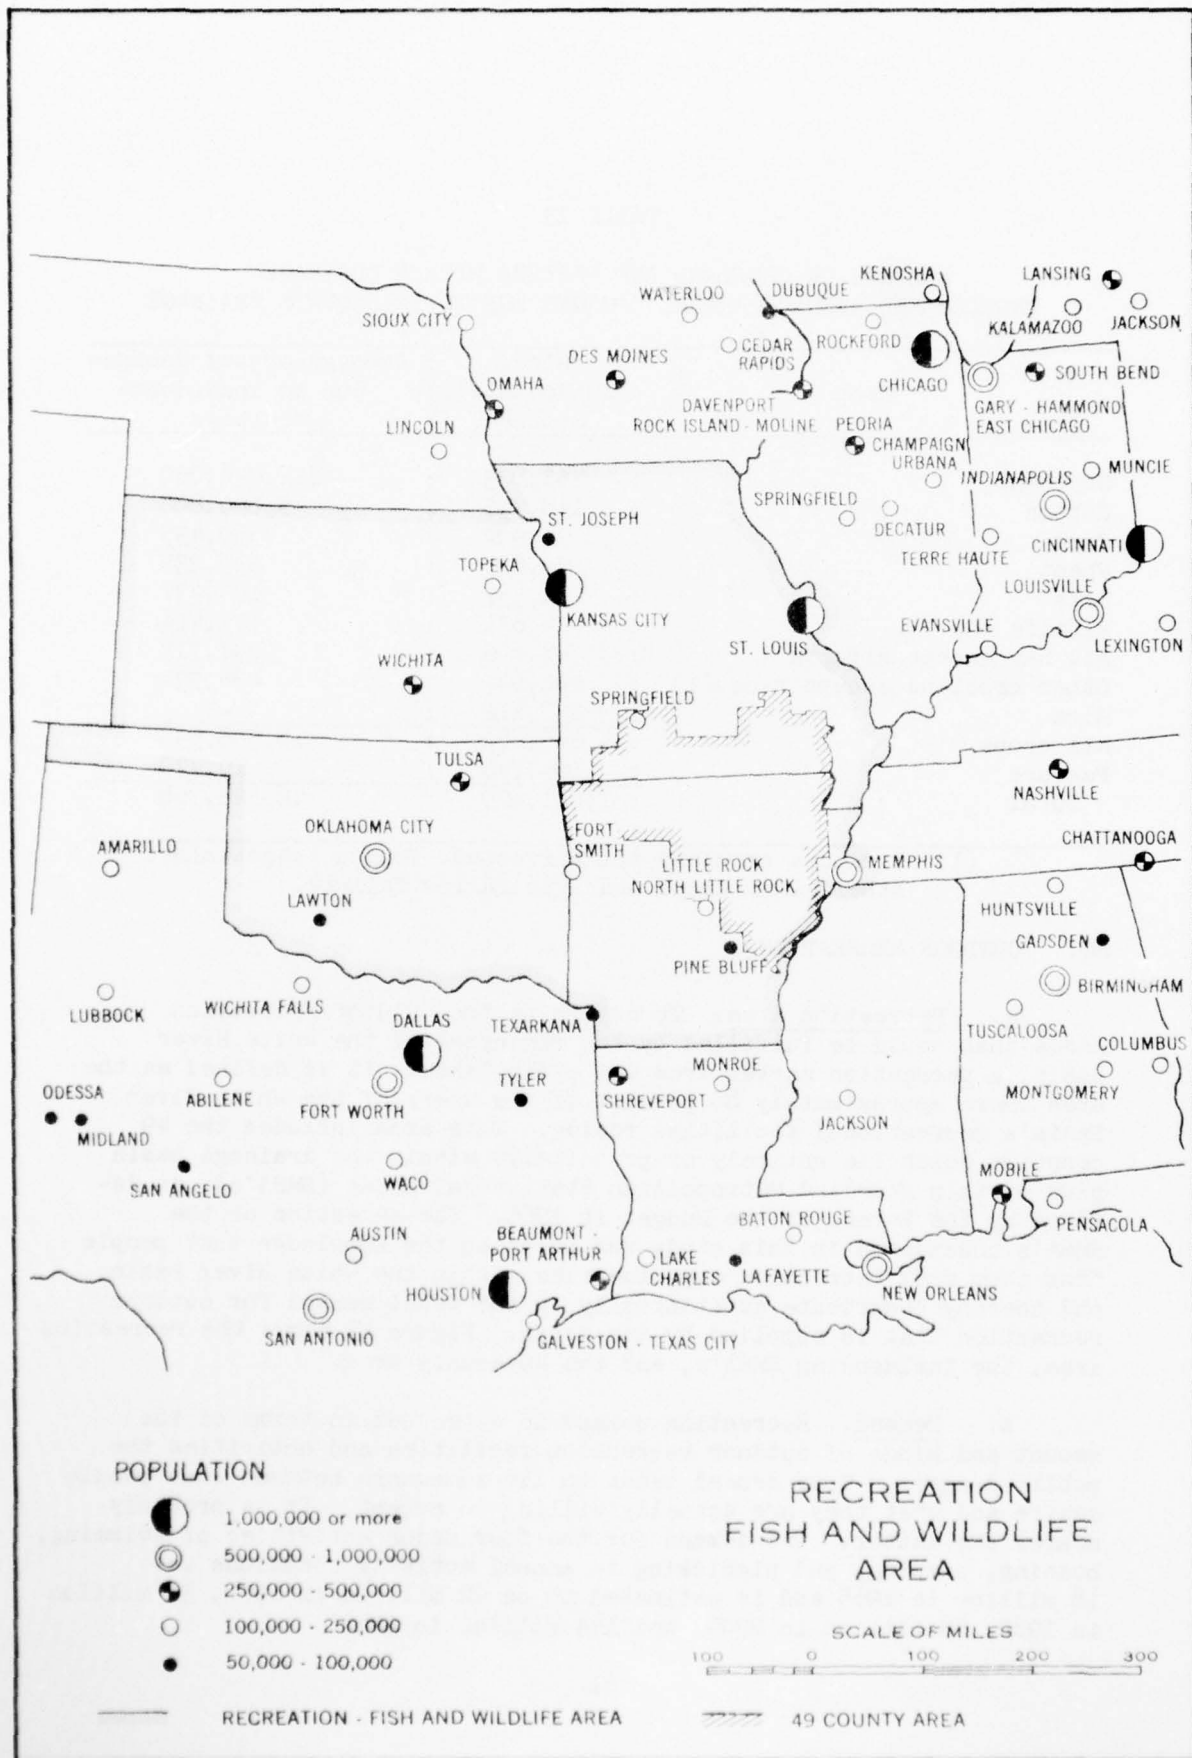 KENOSHA
LANSING
WATERLOO
DUBUQUE
SIOUX CITY
KALAMAZOO
JACKSON
CEDAR
RAPIDS
ROCKFORD
DES MOINES
CHICAGO
SOUTH BEND
OMAHA
DAVENPORT
ROCK ISLAND - MOLINE
GARY - HAMMOND
EAST CHICAGO
LINCOLN
PEORIA
CHAMPAIGN
URBANA
INDIANAPOLIS
MUNCIE
SPRINGFIELD
DECATUR
ST. JOSEPH
TERRE HAUTE
CINCINNATI
TOPEKA
LOUISVILLE
KANSAS CITY
EVANSVILLE
ST. LOUIS
LEXINGTON
WICHITA
SPRINGFIELD
TULSA
NASHVILLE
OKLAHOMA CITY
FORT
SMITH
CHATTANOOGA
AMARILLO
LITTLE ROCK
NORTH LITTLE ROCK
MEMPHIS
LAWTON
HUNTSVILLE
GADSDEN
PINE BLUFF
BIRMINGHAM
LUBBOCK
WICHITA FALLS
DALLAS
TEXARKANA
TUSCALOOSA
COLUMBUS
MONROE
ODESSA
ABILENE
TYLER
SHREVEPORT
MONTGOMERY
FORT WORTH
JACKSON
MIDLAND
SAN ANGELO
WACO
MOBILE
PENSACOLA
AUSTIN
BEAUMONT -
PORT ARTHUR
BATON ROUGE
LAKE
CHARLES
LA FAYETTE
HOUSTON
NEW ORLEANS
SAN ANTONIO
GALVESTON - TEXAS CITY
POPULATION
1,000,000 or more
500,000 - 1,000,000
250,000 - 500,000
100,000 - 250,000
50,000 - 100,000
RECREATION
FISH AND WILDLIFE
AREA
SCALE OF MILES
100 0 100 200 300
RECREATION - FISH AND WILDLIFE AREA
49 COUNTY AREA